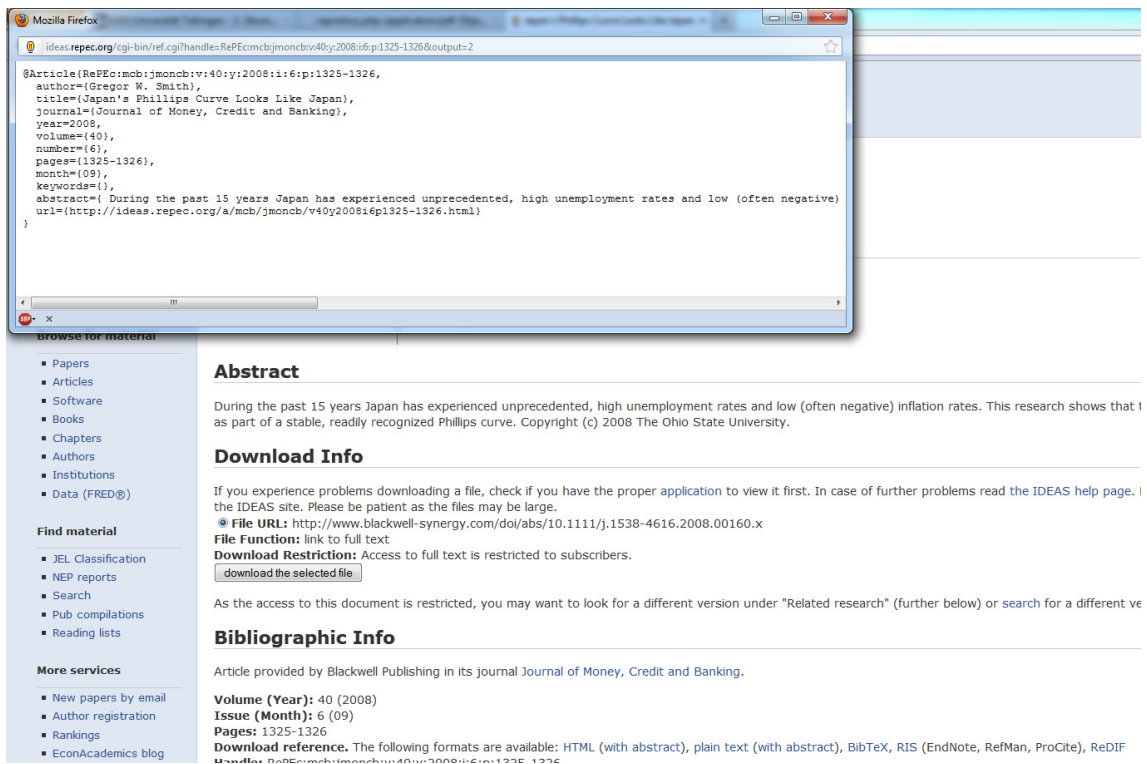 Mozilla Firefox
ideas.repec.org/cgi-bin/ref.cgi?handle=RePEc:mcb:jmoncb:v:40:y:2008:i:6:p:1325-1326&output=2
@Article{RePEc:mcb:jmoncb:v:40:y:2008:i:6:p:1325-1326,
author={Gregor W. Smith},
title={Japan's Phillips Curve Looks Like Japan},
journal={Journal of Money, Credit and Banking},
year=2008,
volume={40},
number={6},
pages={1325-1326},
month={09},
keywords={},
abstract={ During the past 15 years Japan has experienced unprecedented, high unemployment rates and low (often negative)
url={http://ideas.repec.org/a/mcb/jmoncb/v40y2008i6p1325-1326.html}
}
ABP
Browse for material
Papers
Articles
Software
Books
Chapters
Authors
Institutions
Data (FRED®)
Find material
JEL Classification
NEP reports
Search
Pub compilations
Reading lists
More services
New papers by email
Author registration
Rankings
EconAcademics blog
Abstract
During the past 15 years Japan has experienced unprecedented, high unemployment rates and low (often negative) inflation rates. This research shows that
as part of a stable, readily recognized Phillips curve. Copyright (c) 2008 The Ohio State University.
Download Info
If you experience problems downloading a file, check if you have the proper application to view it first. In case of further problems read the IDEAS help page.
the IDEAS site. Please be patient as the files may be large.
File URL: http://www.blackwell-synergy.com/doi/abs/10.1111/j.1538-4616.2008.00160.x
File Function: link to full text
Download Restriction: Access to full text is restricted to subscribers.
download the selected file
As the access to this document is restricted, you may want to look for a different version under "Related research" (further below) or search for a different ve
Bibliographic Info
Article provided by Blackwell Publishing in its journal Journal of Money, Credit and Banking.
Volume (Year): 40 (2008)
Issue (Month): 6 (09)
Pages: 1325-1326
Download reference. The following formats are available: HTML (with abstract), plain text (with abstract), BibTeX, RIS (EndNote, RefMan, ProCite), ReDIF
Handle: RePEc:mcb:jmoncb:v:40:y:2008:i:6:p:1325-1326